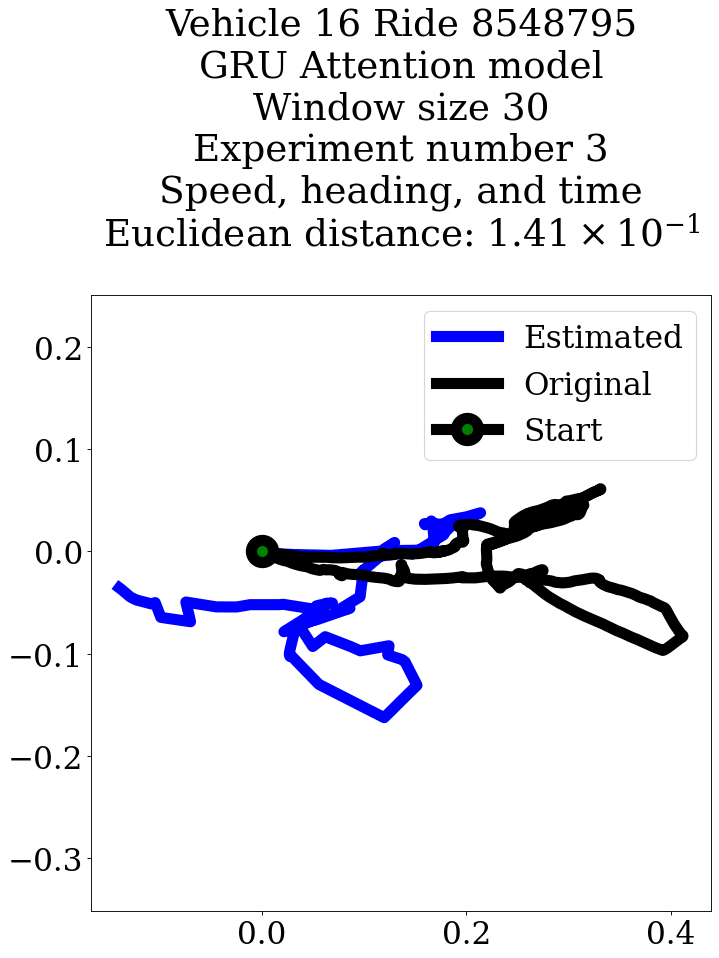 Vehicle 16 Ride 8548795
GRU Attention model
Window size 30
Experiment number 3
Speed, heading, and time
Euclidean distance: 1.41 × 10⁻¹
Estimated
Original
Start
0.2
0.1
0.0
−0.1
−0.2
−0.3
0.0 0.2 0.4